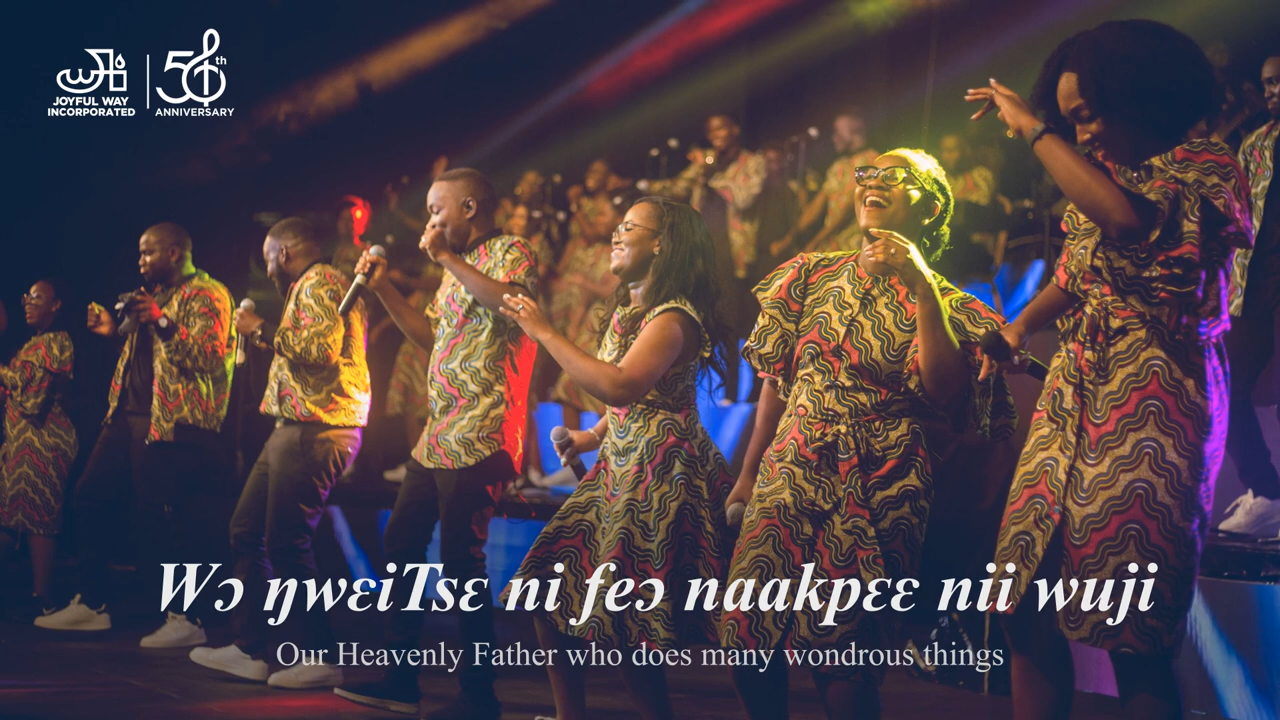 JOYFUL WAY
INCORPORATED
50th
ANNIVERSARY
Wɔ ŋwɛiTsɛ ni feɔ naakpɛɛ nii wuji
Our Heavenly Father who does many wondrous things